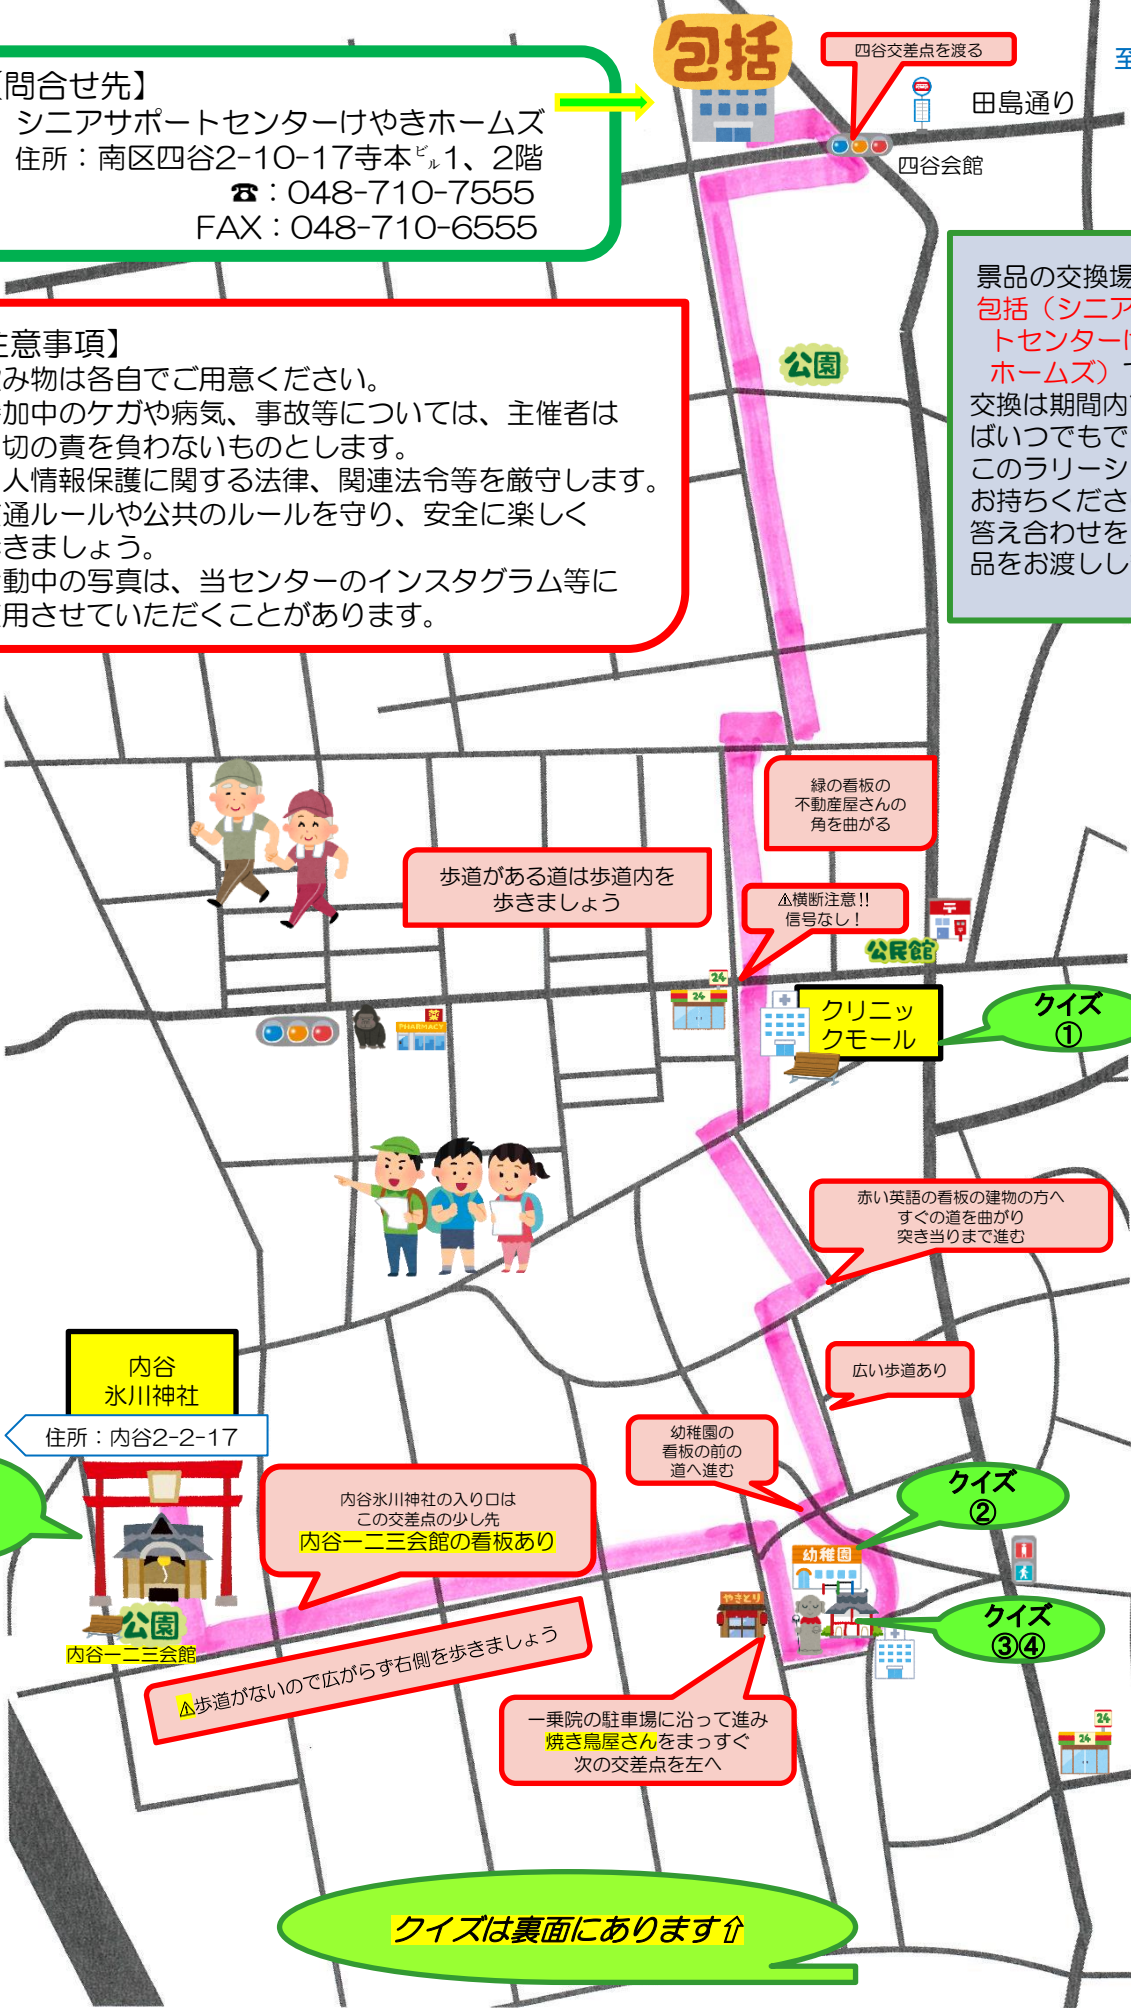 包括
四谷交差点を渡る
至
田島通り
四谷会館
問合せ先】
シニアサポートセンターけやきホームズ
住所：南区四谷2-10-17寺本ビル1、2階
☎：048-710-7555
FAX：048-710-6555
意事項】
み物は各自でご用意ください。
加中のケガや病気、事故等については、主催者は
切の責を負わないものとします。
人情報保護に関する法律、関連法令等を厳守します。
通ルールや公共のルールを守り、安全に楽しく
きましょう。
動中の写真は、当センターのインスタグラム等に
用させていただくことがあります。
公園
景品の交換場
包括（シニア
トセンターけ
ホームズ）
交換は期間内
ばいつでもで
このラリーシ
お持ちくださ
答え合わせを
品をお渡しし
緑の看板の
不動産屋さんの
角を曲がる
歩道がある道は歩道内を
歩きましょう
⚠横断注意!!
信号なし！
公民館
〒
24
24
クリニッ
クモール
クイズ
①
薬
PHARMACY
赤い英語の看板の建物の方へ
すぐの道を曲がり
突き当りまで進む
内谷
氷川神社
住所：内谷2-2-17
広い歩道あり
幼稚園の
看板の前の
道へ進む
クイズ
②
内谷氷川神社の入り口は
この交差点の少し先
内谷一二三会館の看板あり
幼稚園
やきとり
クイズ
③④
公園
内谷一二三会館
⚠歩道がないので広がらず右側を歩きましょう
一乗院の駐車場に沿って進み
焼き鳥屋さんをまっすぐ
次の交差点を左へ
24
24
クイズは裏面にあります⇧